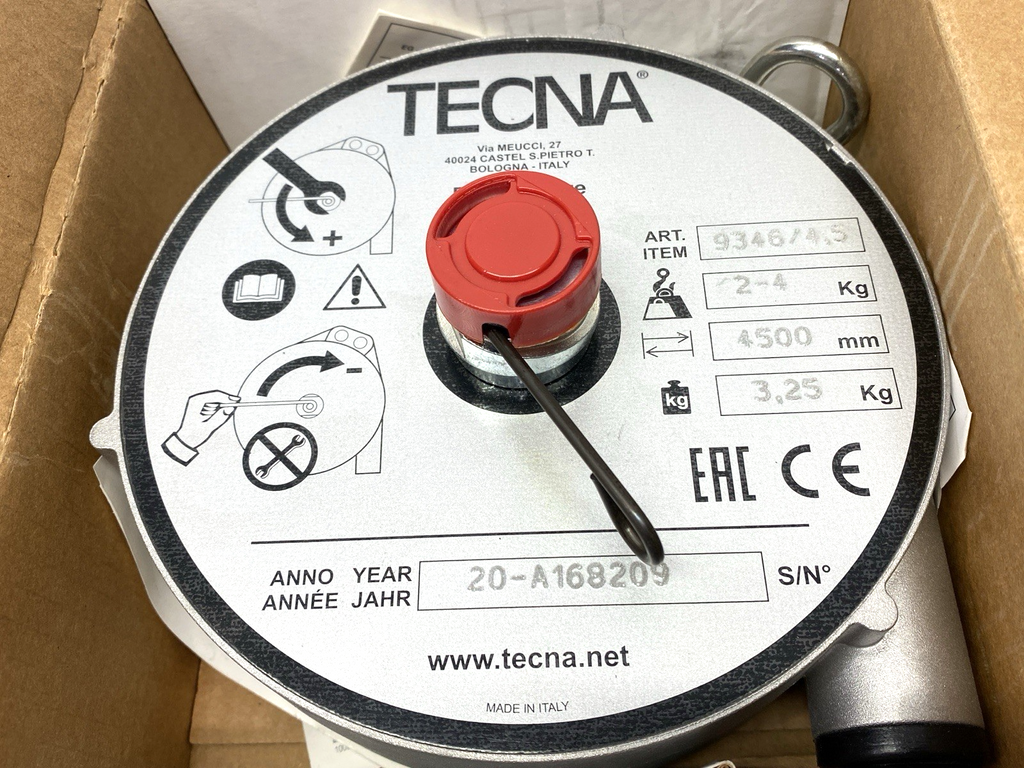 TECNA®
Via MEUCCI, 27
40024 CASTEL S.PIETRO T.
BOLOGNA - ITALY
+
-
ART.
ITEM
9346/4.5
2-4 Kg
4500 mm
kg
3,25 Kg
EAC CE
ANNO YEAR
ANNÉE JAHR
20-A168209
S/N°
www.tecna.net
MADE IN ITALY